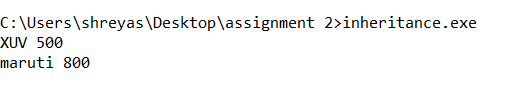 C:\Users\shreyas\Desktop\assignment 2>inheritance.exe
XUV 500
maruti 800